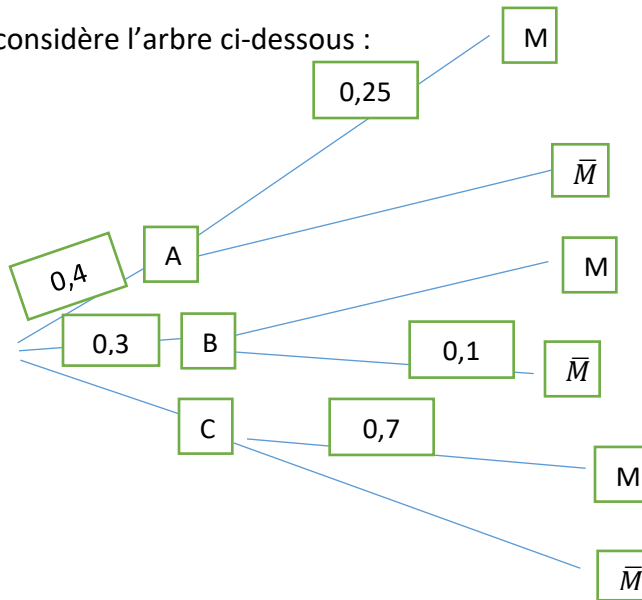 considère l’arbre ci-dessous :
M
0,25
M̅
A
0,4
M
0,3
B
0,1
M̅
C
0,7
M
M̅